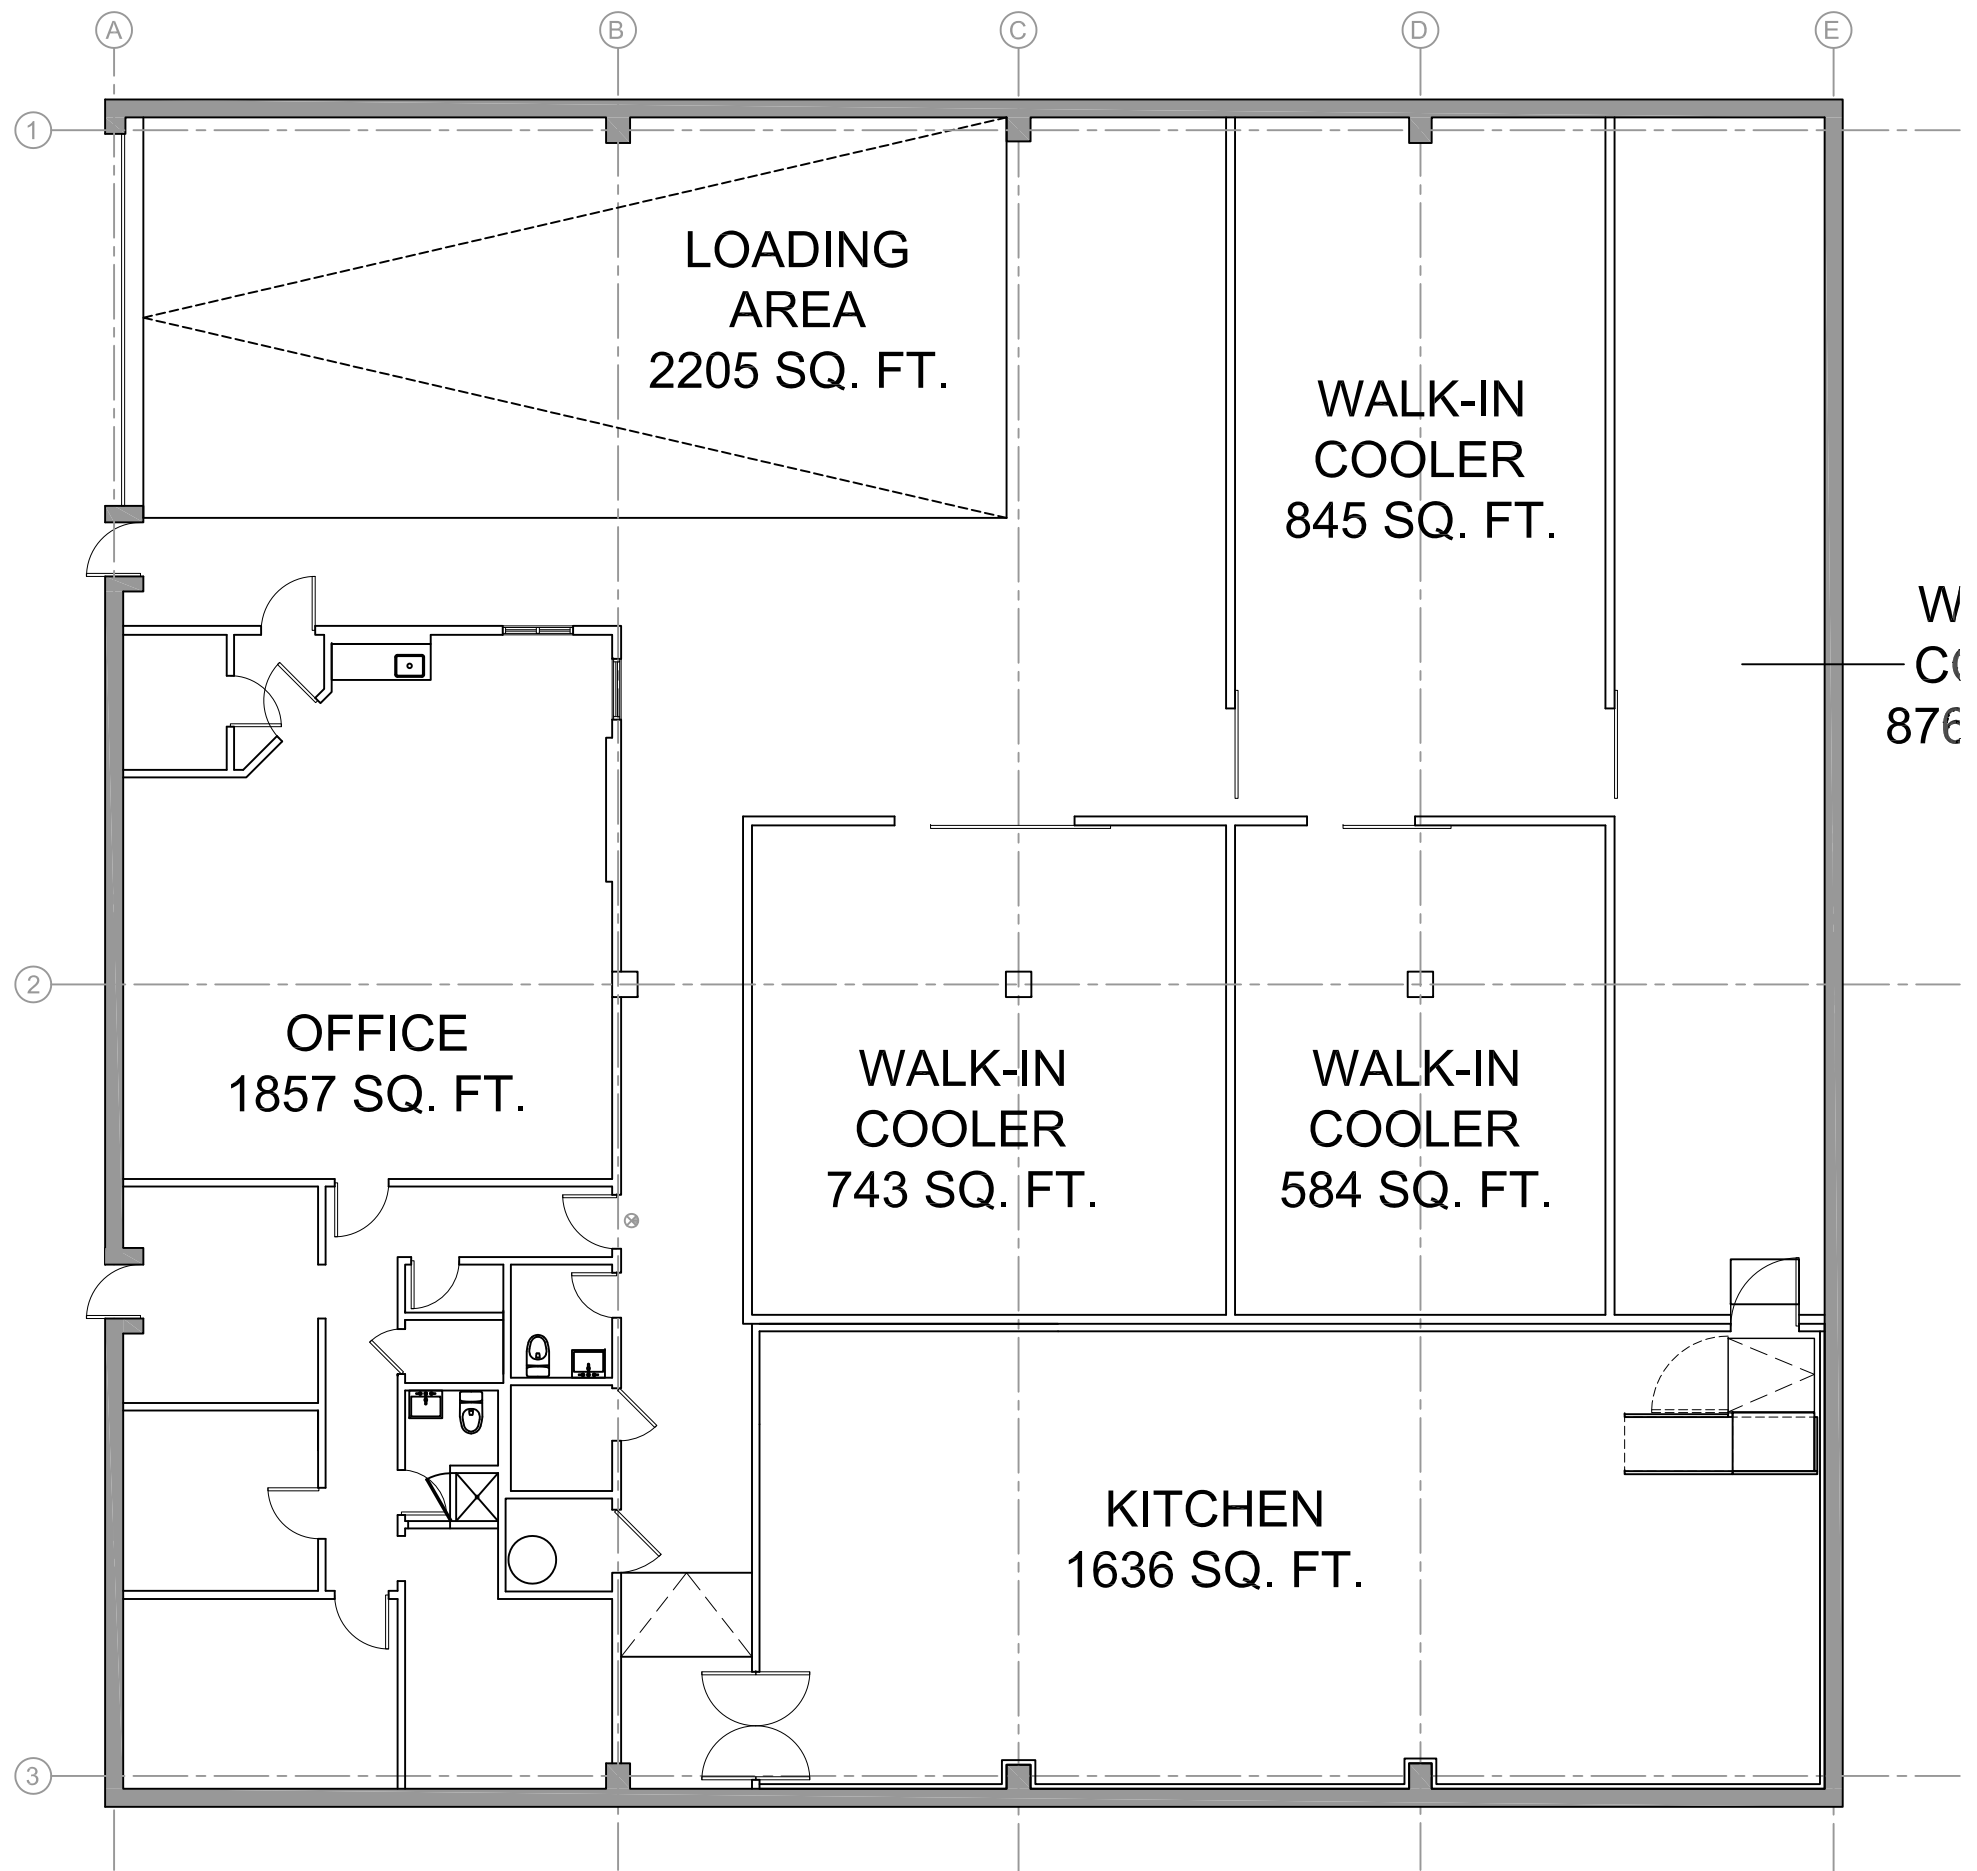 A
B
C
D
E
1
LOADING
AREA
2205 SQ. FT.
WALK-IN
COOLER
845 SQ. FT.
876
2
OFFICE
1857 SQ. FT.
WALK-IN
COOLER
743 SQ. FT.
WALK-IN
COOLER
584 SQ. FT.
KITCHEN
1636 SQ. FT.
3